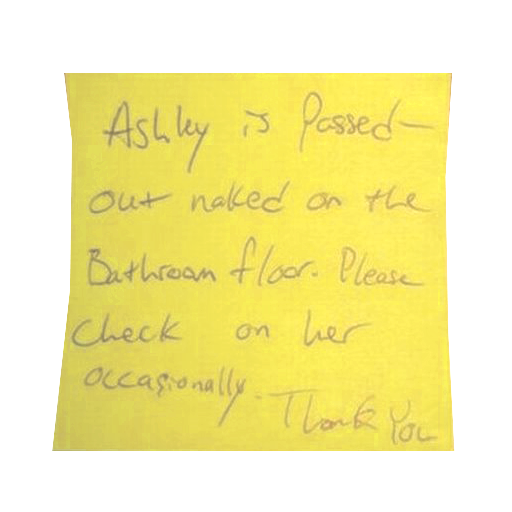 Ashley is Passed-
out naked on the
Bathroom floor. Please
Check on her
occasionally.
Thank You